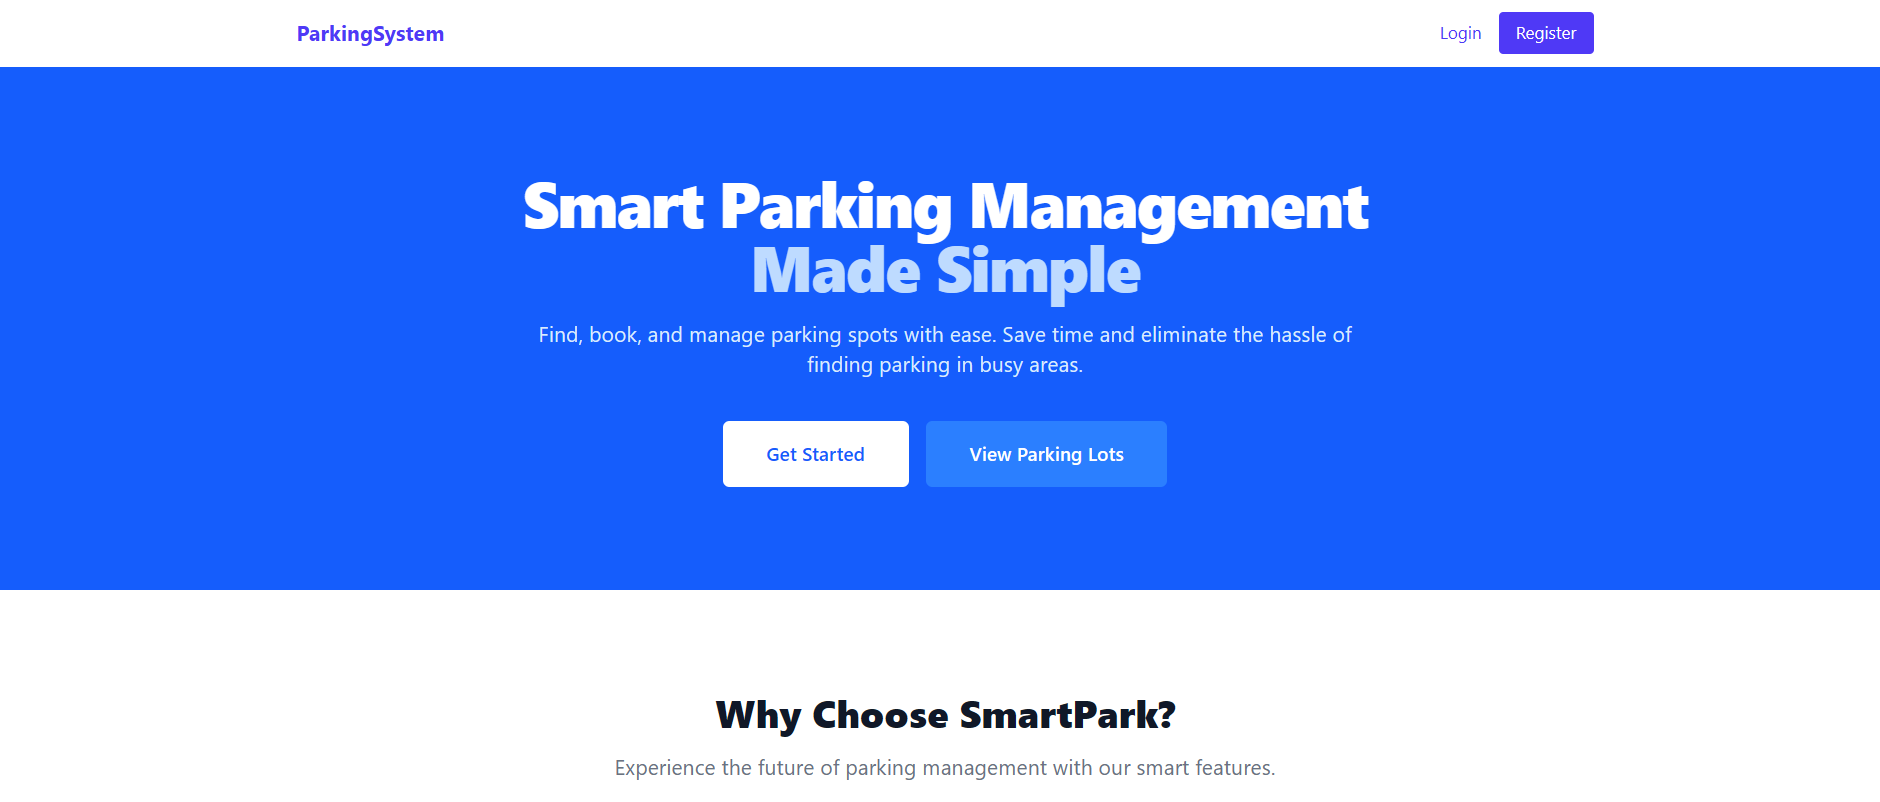 ParkingSystem
Login
Register
Smart Parking Management
Made Simple
Find, book, and manage parking spots with ease. Save time and eliminate the hassle of
finding parking in busy areas.
Get Started
View Parking Lots
Why Choose SmartPark?
Experience the future of parking management with our smart features.